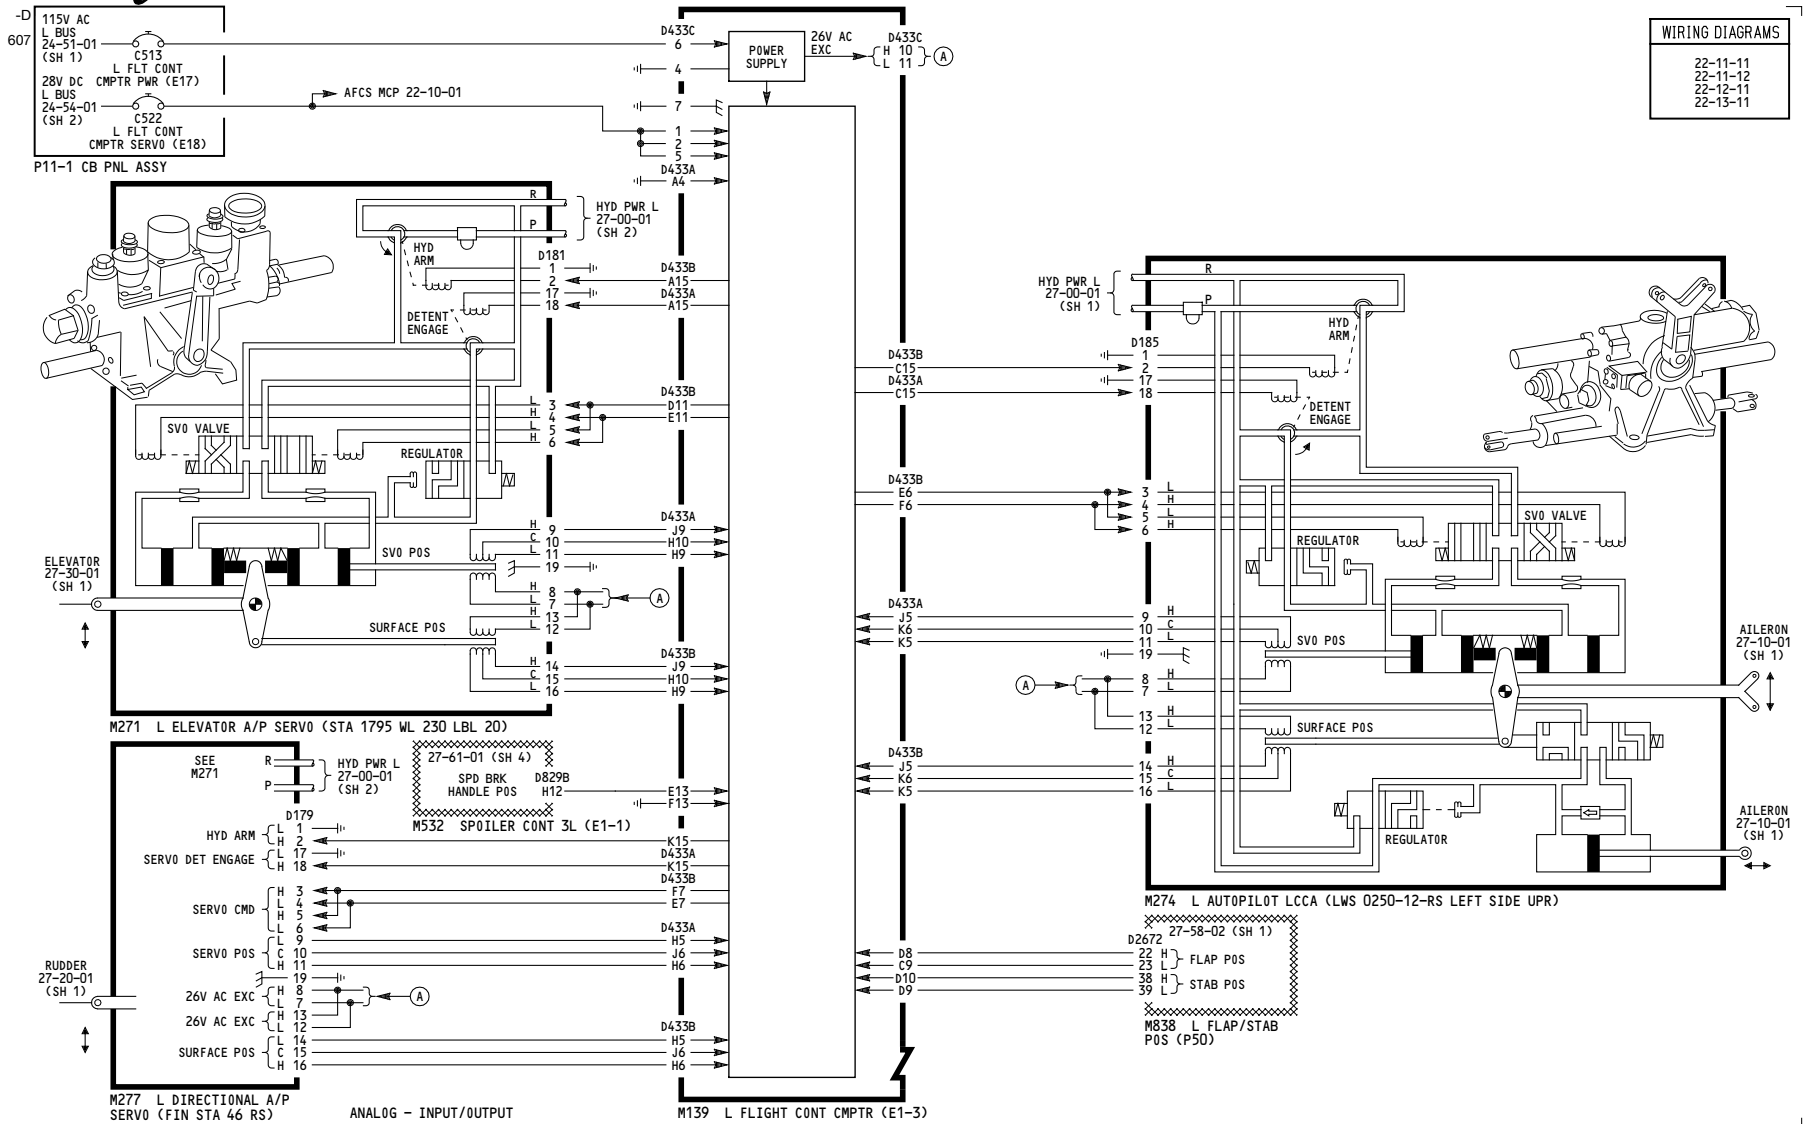 -D
607
115V AC
L BUS
24-51-01
(SH 1)
C513
L FLT CONT
CMPTR PWR (E17)
28V DC
L BUS
24-54-01
(SH 2)
C522
L FLT CONT
CMPTR SERVO (E18)
P11-1 CB PNL ASSY
AFCS MCP 22-10-01
D433C
6
4
7
1
2
5
D433A
A4
POWER
SUPPLY
26V AC
EXC
D433C
H 10
L 11
A
WIRING DIAGRAMS
22-11-11
22-11-12
22-12-11
22-13-11
R
P
HYD PWR L
27-00-01
(SH 2)
HYD
ARM
DETENT
ENGAGE
D181
1
2
17
18
D433B
A15
D433A
A15
L 3
H 4
L 5
H 6
D433B
D11
E11
SVO VALVE
REGULATOR
SVO POS
H 9
C 10
L 11
19
D433A
J9
H10
H9
H 8
L 7
H 13
L 12
A
SURFACE POS
H 14
C 15
L 16
D433B
J9
H10
H9
ELEVATOR
27-30-01
(SH 1)
M271 L ELEVATOR A/P SERVO (STA 1795 WL 230 LBL 20)
SEE
M271
R
P
HYD PWR L
27-00-01
(SH 2)
27-61-01 (SH 4)
SPD BRK
HANDLE POS
D829B
H12
E13
F13
M532 SPOILER CONT 3L (E1-1)
D179
HYD ARM
L 1
H 2
K15
SERVO DET ENGAGE
L 17
H 18
D433A
K15
SERVO CMD
H 3
L 4
H 5
L 6
D433B
F7
E7
SERVO POS
L 9
C 10
H 11
19
D433A
H5
J6
H6
26V AC EXC
H 8
L 7
A
26V AC EXC
H 13
L 12
SURFACE POS
L 14
C 15
H 16
D433B
H5
J6
H6
RUDDER
27-20-01
(SH 1)
M277 L DIRECTIONAL A/P
SERVO (FIN STA 46 RS)
ANALOG - INPUT/OUTPUT
M139 L FLIGHT CONT CMPTR (E1-3)
HYD PWR L
27-00-01
(SH 1)
R
P
HYD
ARM
DETENT
ENGAGE
D433B
C15
D433A
C15
D185
1
2
17
18
D433B
E6
F6
3 L
4 H
5 L
6 H
SVO VALVE
REGULATOR
D433A
J5
K6
K5
9 H
10 C
11 L
19
SVO POS
A
8 H
7 L
13 H
12 L
SURFACE POS
D433B
J5
K6
K5
14 H
15 C
16 L
REGULATOR
AILERON
27-10-01
(SH 1)
AILERON
27-10-01
(SH 1)
M274 L AUTOPILOT LCCA (LWS 0250-12-RS LEFT SIDE UPR)
27-58-02 (SH 1)
D2672
D8
C9
D10
D9
22 H
23 L
FLAP POS
38 H
39 L
STAB POS
M838 L FLAP/STAB
POS (P50)